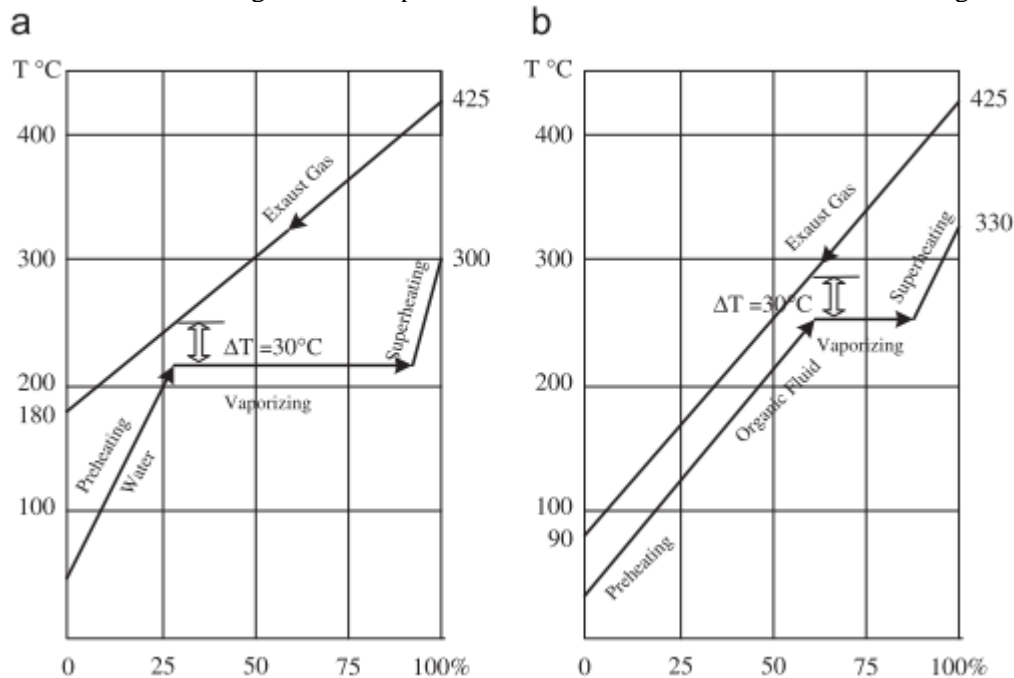 a
T °C
400
300
200
180
100
0
25
50
75
100%
425
300
Exaust Gas
ΔT =30°C
Superheating
Vaporizing
Preheating
Water
b
T °C
400
300
200
100
90
0
25
50
75
100%
425
330
Exaust Gas
ΔT =30°C
Superheating
Vaporizing
Organic Fluid
Preheating